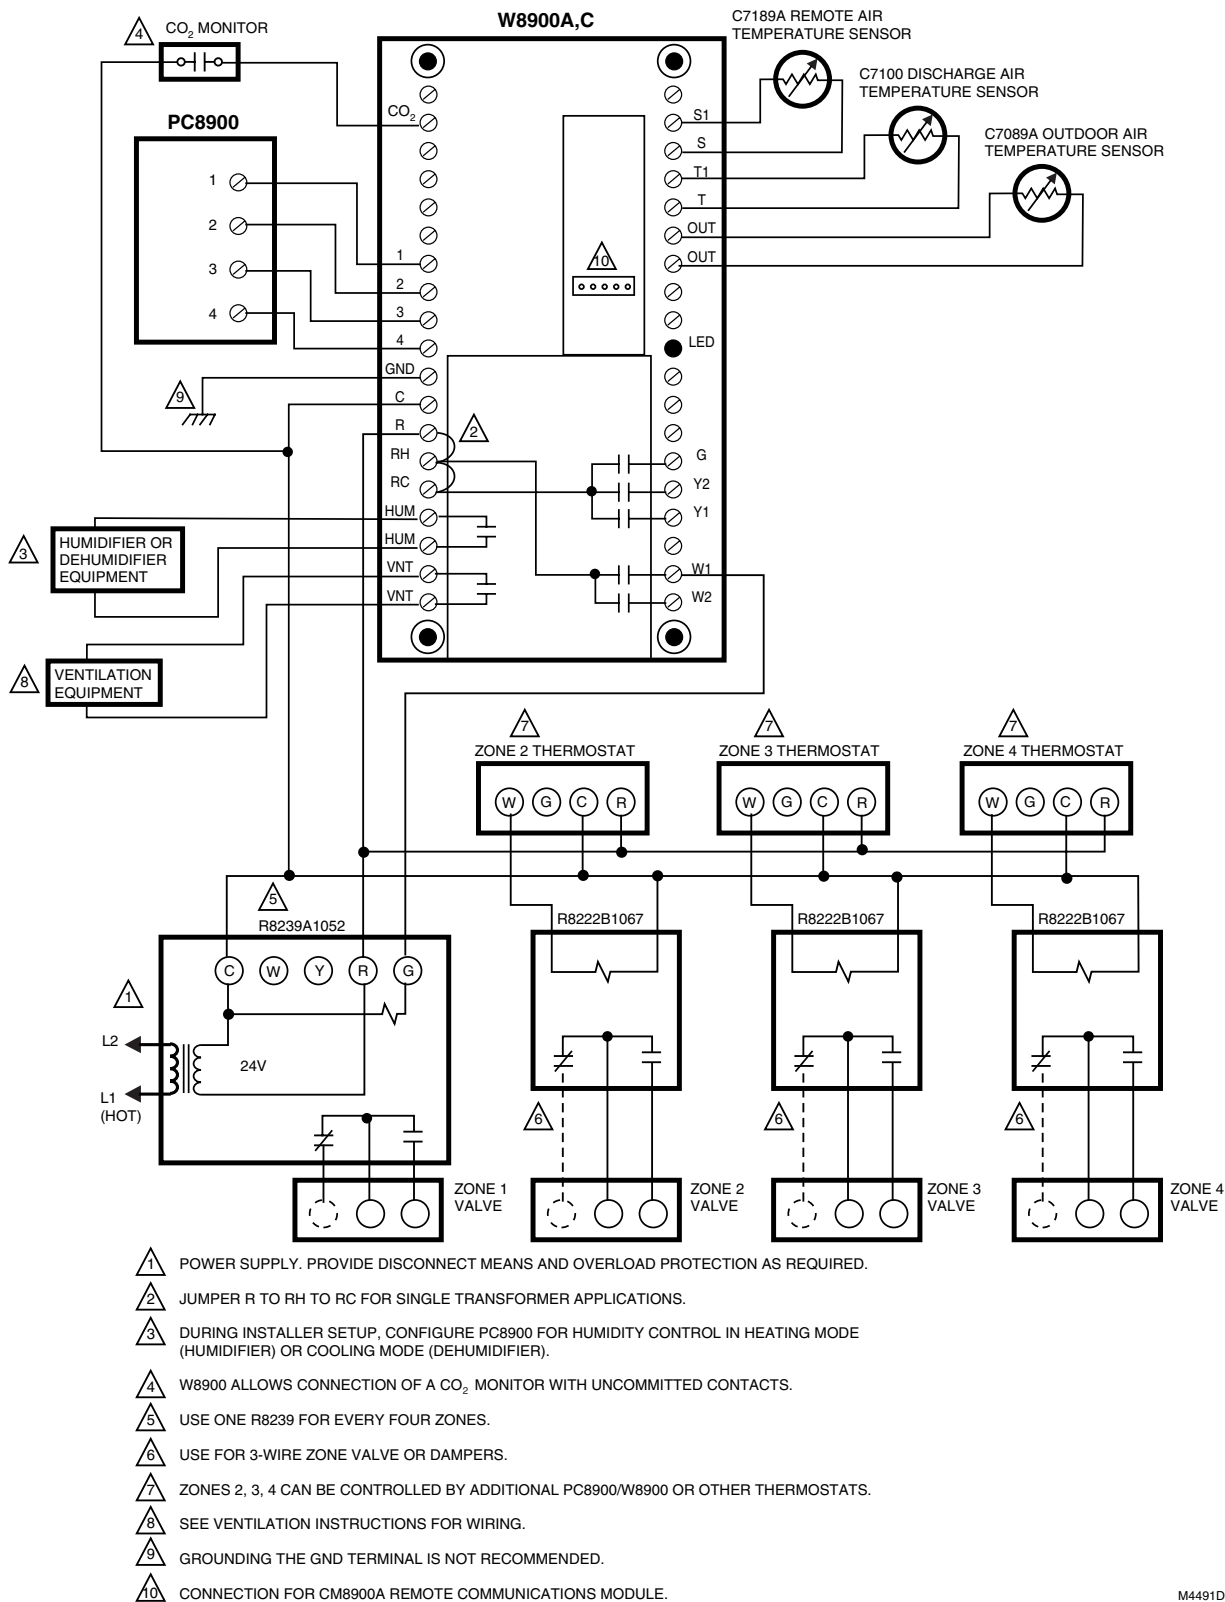 W8900A,C
4
CO2 MONITOR
C7189A REMOTE AIR
TEMPERATURE SENSOR
C7100 DISCHARGE AIR
TEMPERATURE SENSOR
C7089A OUTDOOR AIR
TEMPERATURE SENSOR
PC8900
1
2
3
4
CO2
1
2
3
4
GND
C
R
RH
RC
HUM
HUM
VNT
VNT
S1
S
T1
T
OUT
OUT
LED
G
Y2
Y1
W1
W2
10
9
2
3
HUMIDIFIER OR
DEHUMIDIFIER
EQUIPMENT
8
VENTILATION
EQUIPMENT
7
ZONE 2 THERMOSTAT
W G C R
7
ZONE 3 THERMOSTAT
W G C R
7
ZONE 4 THERMOSTAT
W G C R
5
R8239A1052
R8222B1067
R8222B1067
R8222B1067
C W Y R G
1
L2
L1
(HOT)
24V
6
6
6
ZONE 1
VALVE
ZONE 2
VALVE
ZONE 3
VALVE
ZONE 4
VALVE
1 POWER SUPPLY. PROVIDE DISCONNECT MEANS AND OVERLOAD PROTECTION AS REQUIRED.
2 JUMPER R TO RH TO RC FOR SINGLE TRANSFORMER APPLICATIONS.
3 DURING INSTALLER SETUP, CONFIGURE PC8900 FOR HUMIDITY CONTROL IN HEATING MODE
(HUMIDIFIER) OR COOLING MODE (DEHUMIDIFIER).
4 W8900 ALLOWS CONNECTION OF A CO2 MONITOR WITH UNCOMMITTED CONTACTS.
5 USE ONE R8239 FOR EVERY FOUR ZONES.
6 USE FOR 3-WIRE ZONE VALVE OR DAMPERS.
7 ZONES 2, 3, 4 CAN BE CONTROLLED BY ADDITIONAL PC8900/W8900 OR OTHER THERMOSTATS.
8 SEE VENTILATION INSTRUCTIONS FOR WIRING.
9 GROUNDING THE GND TERMINAL IS NOT RECOMMENDED.
10 CONNECTION FOR CM8900A REMOTE COMMUNICATIONS MODULE.
M4491D